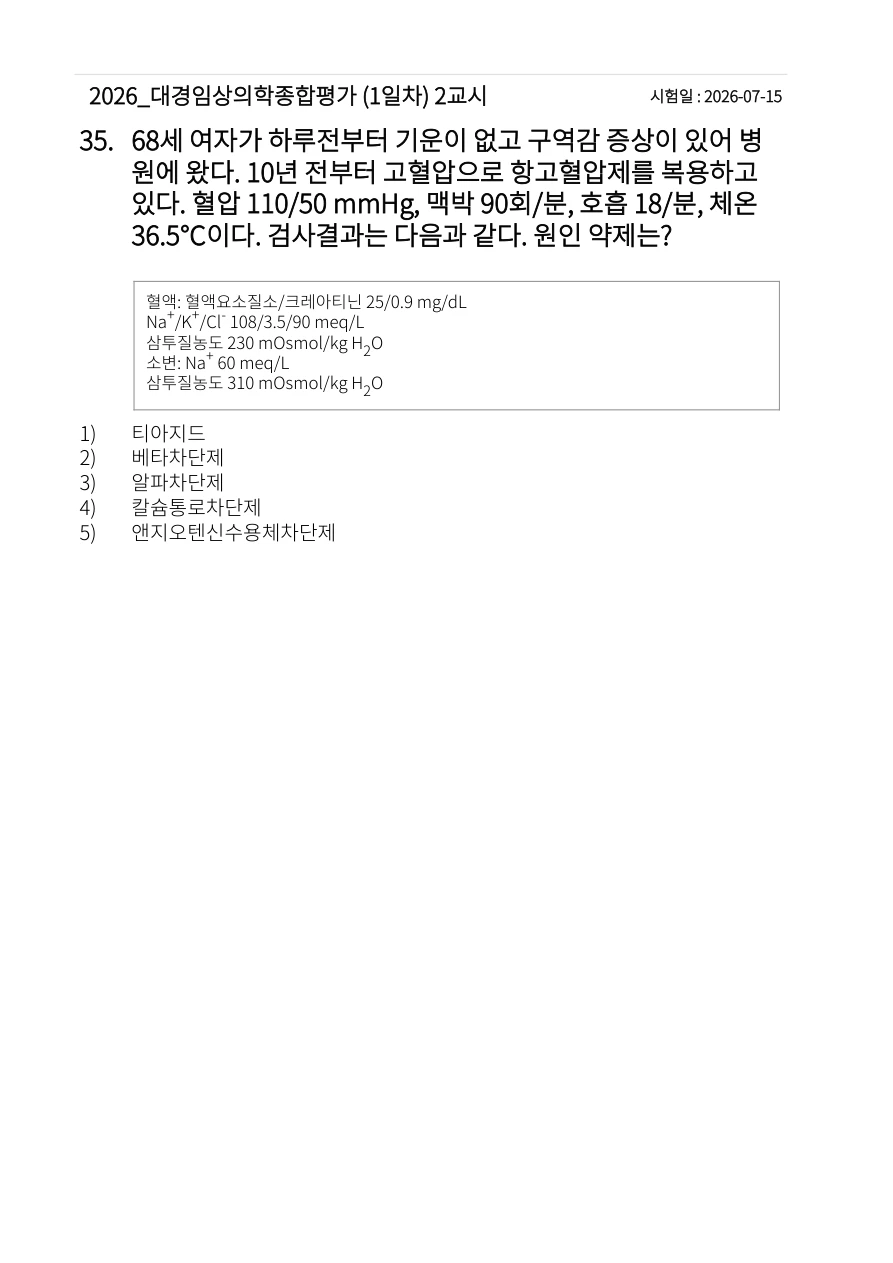 2026_대경임상의학종합평가 (1일차) 2교시 시험일 : 2026-07-15
35. 68세 여자가 하루전부터 기운이 없고 구역감 증상이 있어 병
원에 왔다. 10년 전부터 고혈압으로 항고혈압제를 복용하고
있다. 혈압 110/50 mmHg, 맥박 90회/분, 호흡 18/분, 체온
36.5℃이다. 검사결과는 다음과 같다. 원인 약제는?
혈액: 혈액요소질소/크레아티닌 25/0.9 mg/dL
Na⁺/K⁺/Cl⁻ 108/3.5/90 meq/L
삼투질농도 230 mOsmol/kg H₂O
소변: Na⁺ 60 meq/L
삼투질농도 310 mOsmol/kg H₂O
1) 티아지드
2) 베타차단제
3) 알파차단제
4) 칼슘통로차단제
5) 앤지오텐신수용체차단제